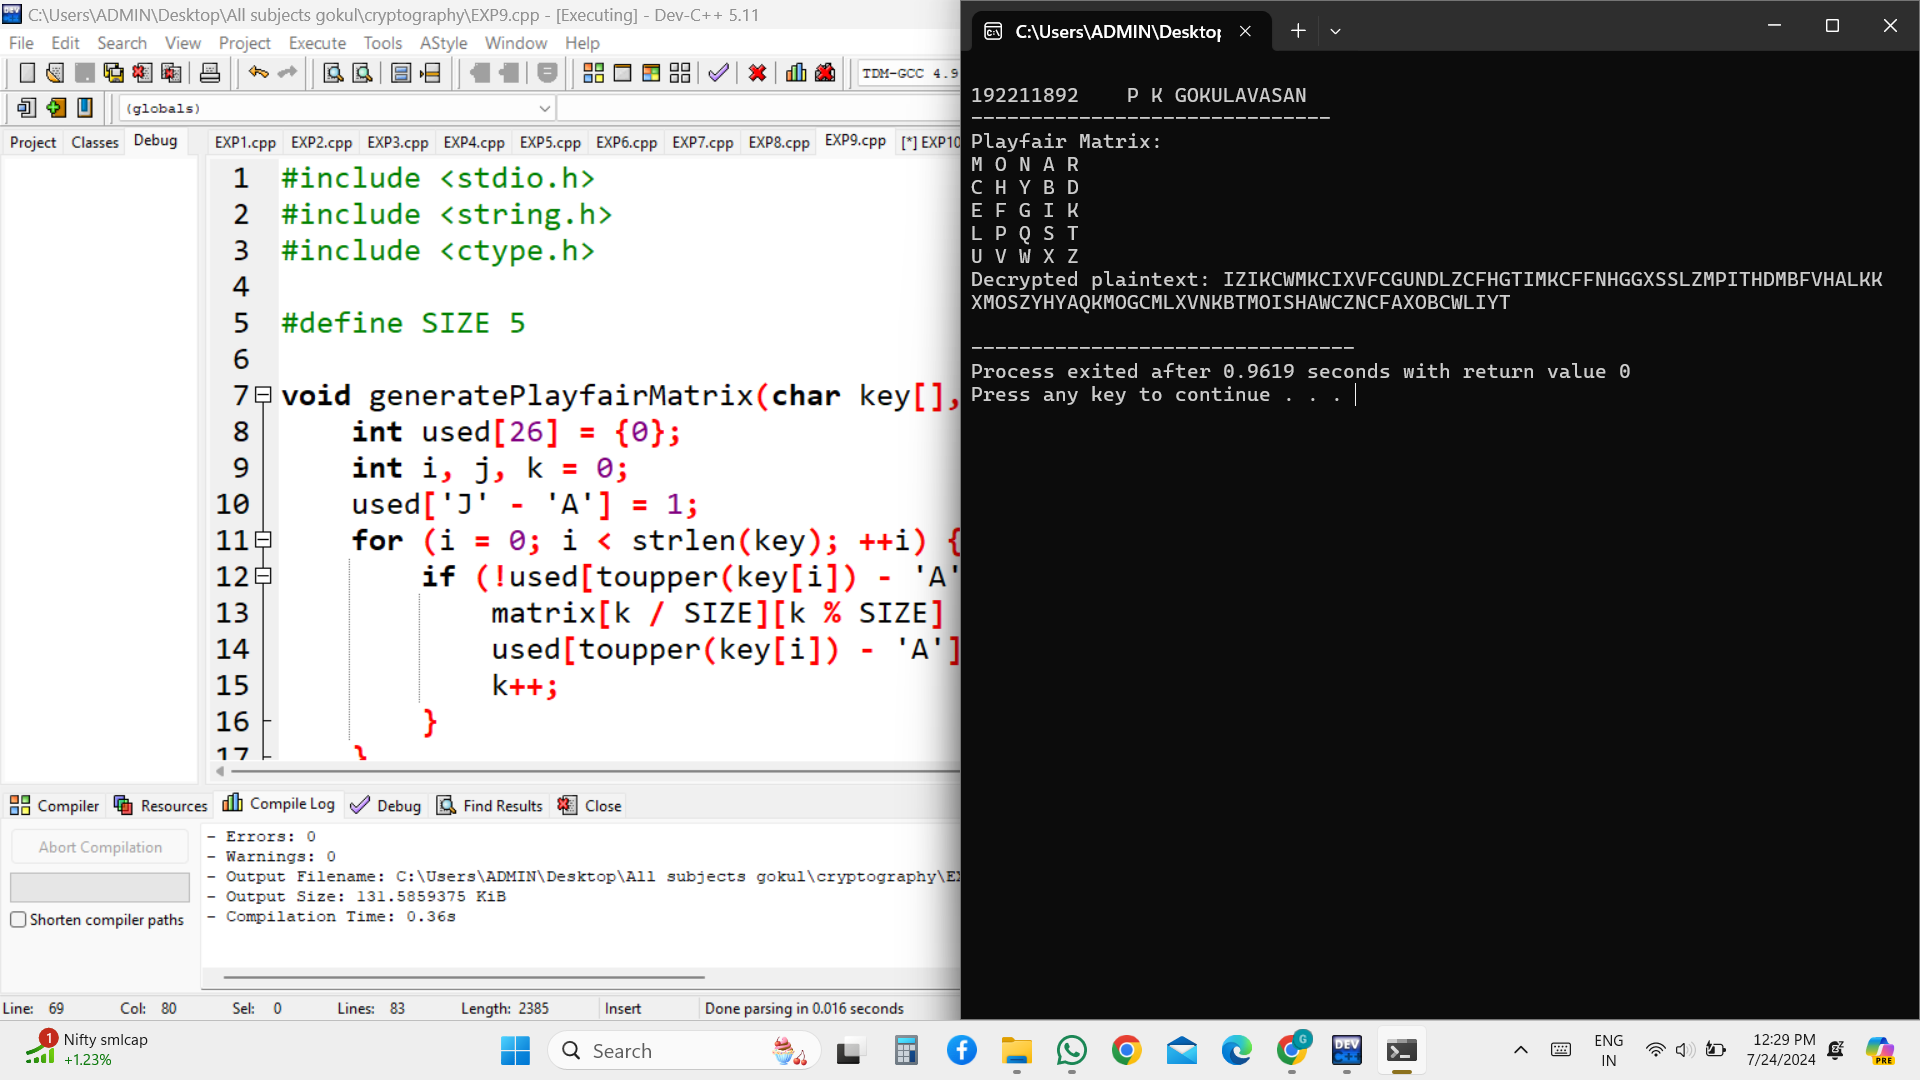 C:\Users\ADMIN\Desktop\All subjects gokul\cryptography\EXP9.cpp - [Executing] - Dev-C++ 5.11
File Edit Search View Project Execute Tools AStyle Window Help
TDM-GCC 4.9
(globals)
Project Classes Debug
EXP1.cpp EXP2.cpp EXP3.cpp EXP4.cpp EXP5.cpp EXP6.cpp EXP7.cpp EXP8.cpp EXP9.cpp [*] EXP10
1 #include <stdio.h>
2 #include <string.h>
3 #include <ctype.h>
4
5 #define SIZE 5
6
7 void generatePlayfairMatrix(char key[],
8 int used[26] = {0};
9 int i, j, k = 0;
10 used['J' - 'A'] = 1;
11 for (i = 0; i < strlen(key); ++i) {
12 if (!used[toupper(key[i]) - 'A'
13 matrix[k / SIZE][k % SIZE]
14 used[toupper(key[i]) - 'A']
15 k++;
16 }
17 }
Compiler Resources Compile Log Debug Find Results Close
Abort Compilation
Shorten compiler paths
- Errors: 0
- Warnings: 0
- Output Filename: C:\Users\ADMIN\Desktop\All subjects gokul\cryptography\EX
- Output Size: 131.5859375 KiB
- Compilation Time: 0.36s
Line: 69 Col: 80 Sel: 0 Lines: 83 Length: 2385 Insert Done parsing in 0.016 seconds
C:\Users\ADMIN\Desktop
192211892 P K GOKULAVASAN
------------------------------
Playfair Matrix:
M O N A R
C H Y B D
E F G I K
L P Q S T
U V W X Z
Decrypted plaintext: IZIKCWMKCIXVFCGUNDLZCFHGTIMKCFFNHGGXSSLZMPITHDMBFVHALKK
XMOSZYHYAQKMOGCMLXVNKBTMOISHAWCZNCFAXOBCWLIYT
--------------------------------
Process exited after 0.9619 seconds with return value 0
Press any key to continue . . .
1
Nifty smlcap
+1.23%
Search
G
DEV
C++
ENG
IN
12:29 PM
7/24/2024
PRE